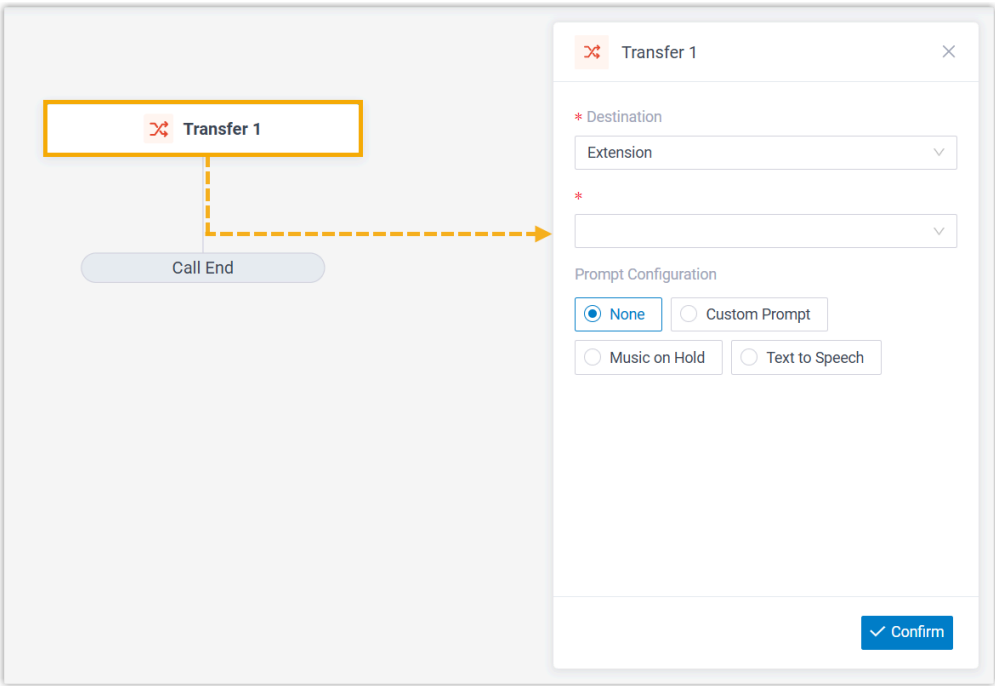 Transfer 1
Call End
Transfer 1
* Destination
Extension
*
Prompt Configuration
None
Custom Prompt
Music on Hold
Text to Speech
Confirm